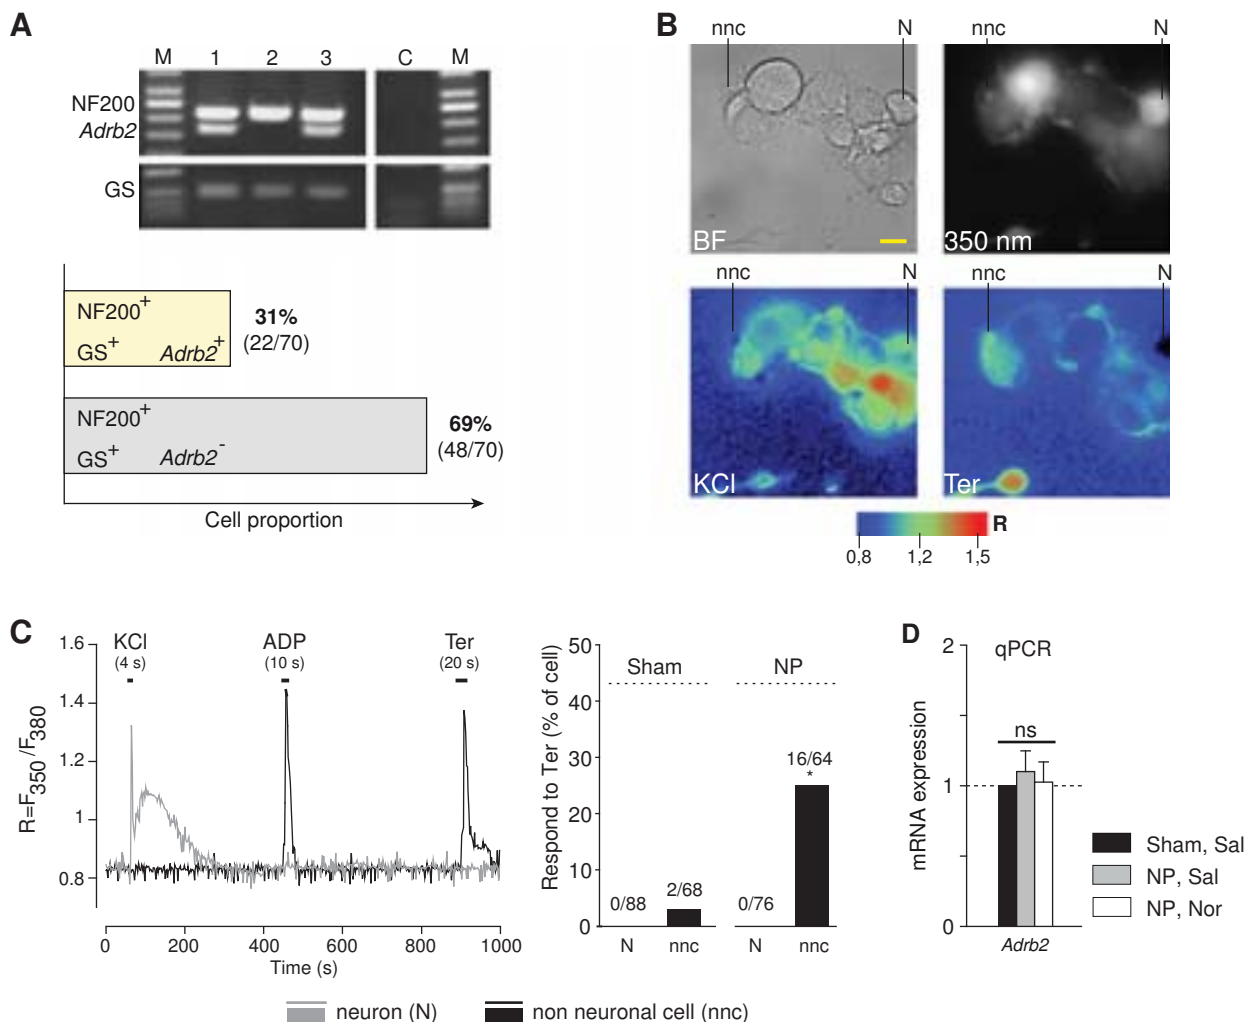 A
M 1 2 3 C M
NF200
Adrb2
GS
NF200+
GS+ Adrb2+
31%
(22/70)
NF200+
GS+ Adrb2-
69%
(48/70)
Cell proportion
B
nnc N nnc N
BF 350 nm
nnc N nnc N
KCl Ter
R
0,8 1,2 1,5
C
KCl ADP Ter
(4 s) (10 s) (20 s)
1.6
1.4
1.2
1
0.8
R=F350/F380
0 200 400 600 800 1000
Time (s)
Respond to Ter (% of cell)
50
40
30
20
10
0
Sham NP
0/88 2/68 0/76 16/64
*
N nnc N nnc
neuron (N) non neuronal cell (nnc)
D
qPCR
mRNA expression
2
1
0
ns
Adrb2
Sham, Sal
NP, Sal
NP, Nor